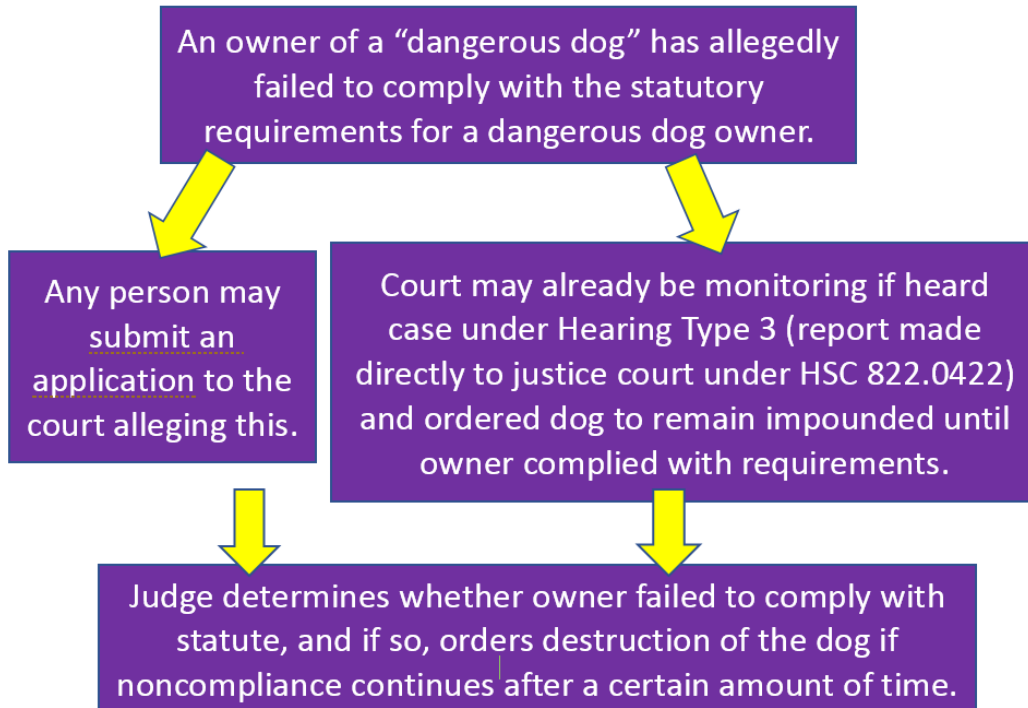 An owner of a “dangerous dog” has allegedly
failed to comply with the statutory
requirements for a dangerous dog owner.
Any person may
submit an
application to the
court alleging this.
Court may already be monitoring if heard
case under Hearing Type 3 (report made
directly to justice court under HSC 822.0422)
and ordered dog to remain impounded until
owner complied with requirements.
Judge determines whether owner failed to comply with
statute, and if so, orders destruction of the dog if
noncompliance continues after a certain amount of time.